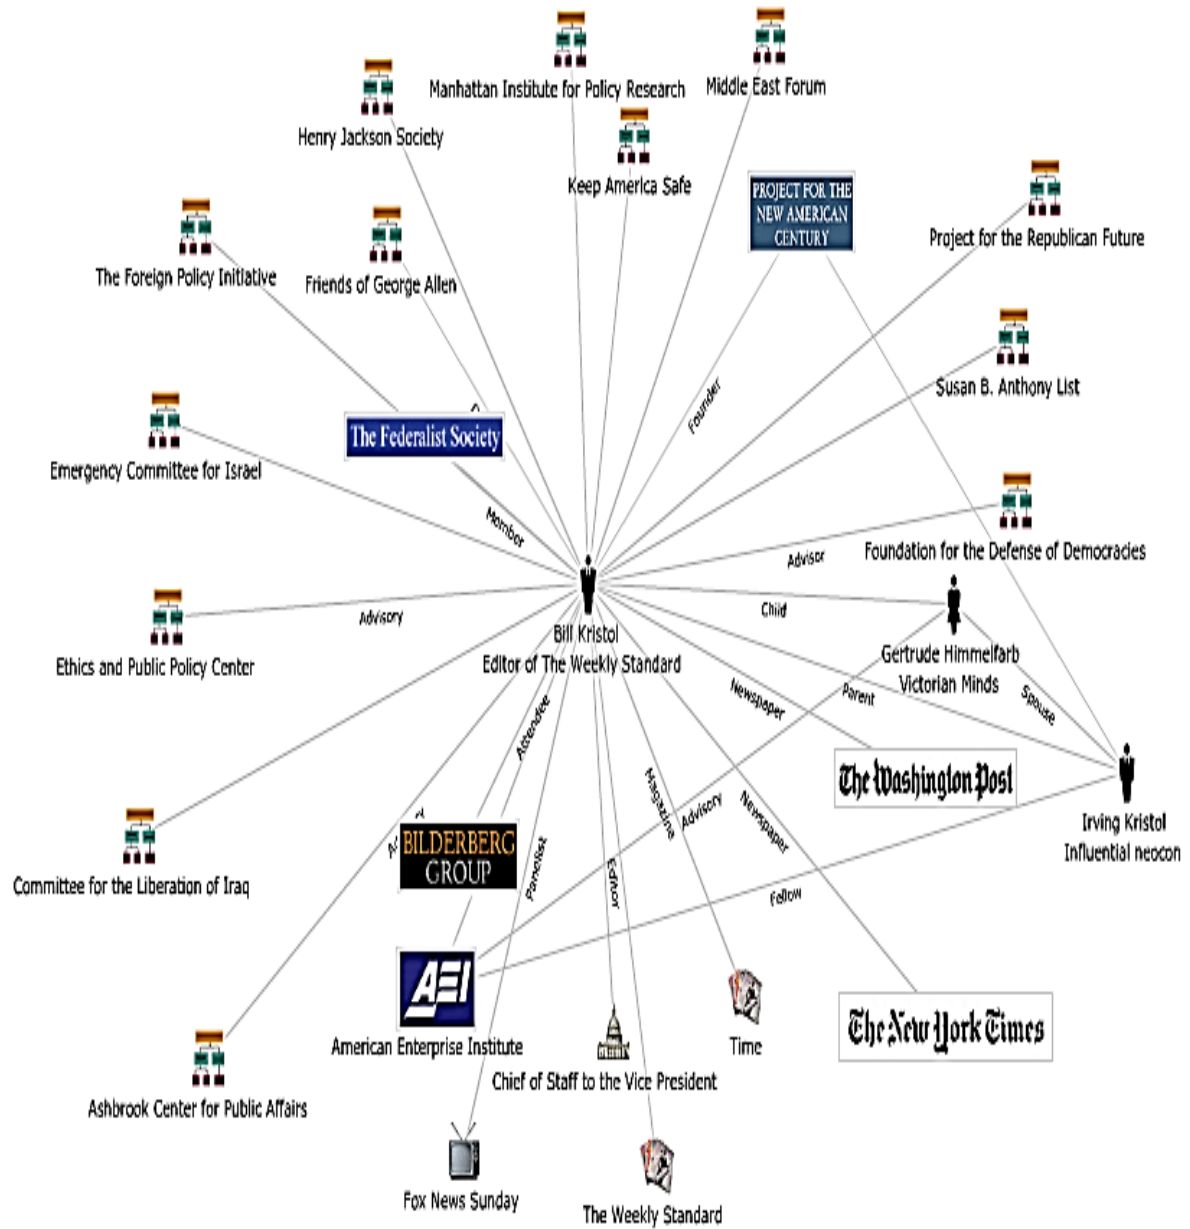 Manhattan Institute for Policy Research
Middle East Forum
Henry Jackson Society
Keep America Safe
PROJECT FOR THE
NEW AMERICAN
CENTURY
Project for the Republican Future
The Foreign Policy Initiative
Friends of George Allen
Susan B. Anthony List
Founder
The Federalist Society
Emergency Committee for Israel
Member
Advisor
Foundation for the Defense of Democracies
Advisory
Child
Ethics and Public Policy Center
Bill Kristol
Editor of The Weekly Standard
Gertrude Himmelfarb
Victorian Minds
Attendee
Newspaper
Parent
Spouse
The Washington Post
Magazine
Advisory
Newspaper
Irving Kristol
Influential neocon
BILDERBERG
GROUP
Panelist
Editor
Fellow
Committee for the Liberation of Iraq
AEI
American Enterprise Institute
Time
The New York Times
Chief of Staff to the Vice President
Ashbrook Center for Public Affairs
Fox News Sunday
The Weekly Standard